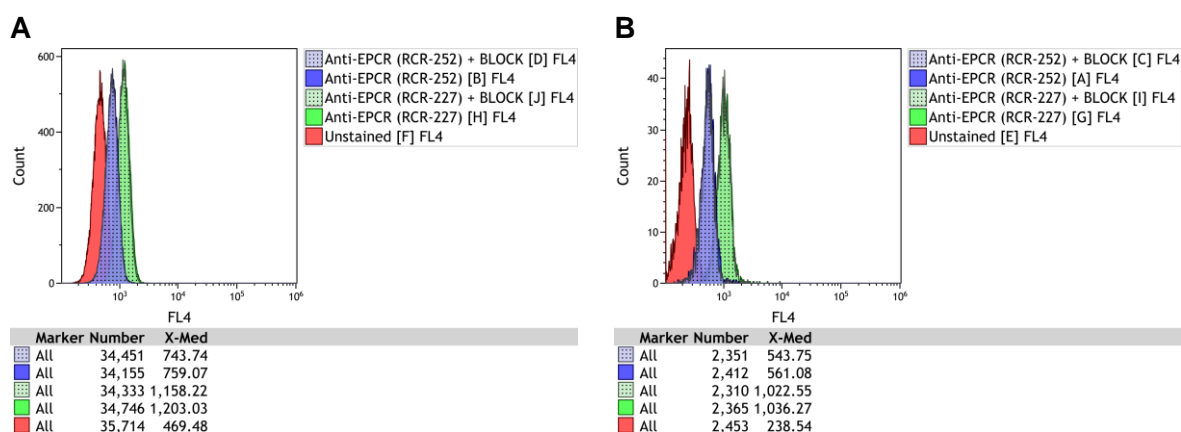 A
600
400
200
0
Count
10³ 10⁴ 10⁵ 10⁶
FL4
Anti-EPCR (RCR-252) + BLOCK [D] FL4
Anti-EPCR (RCR-252) [B] FL4
Anti-EPCR (RCR-227) + BLOCK [J] FL4
Anti-EPCR (RCR-227) [H] FL4
Unstained [F] FL4
Marker Number X-Med
All 34,451 743.74
All 34,155 759.07
All 34,333 1,158.22
All 34,746 1,203.03
All 35,714 469.48
B
40
30
20
10
0
Count
10³ 10⁴ 10⁵ 10⁶
FL4
Anti-EPCR (RCR-252) + BLOCK [C] FL4
Anti-EPCR (RCR-252) [A] FL4
Anti-EPCR (RCR-227) + BLOCK [I] FL4
Anti-EPCR (RCR-227) [G] FL4
Unstained [E] FL4
Marker Number X-Med
All 2,351 543.75
All 2,412 561.08
All 2,310 1,022.55
All 2,365 1,036.27
All 2,453 238.54